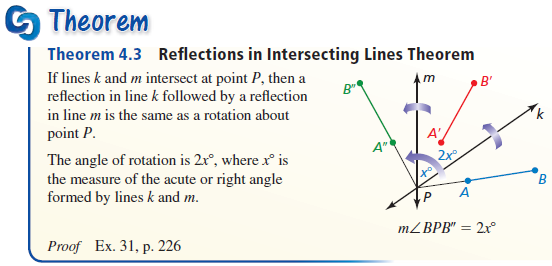 Theorem
Theorem 4.3 Reflections in Intersecting Lines Theorem
If lines k and m intersect at point P, then a
reflection in line k followed by a reflection
in line m is the same as a rotation about
point P.
The angle of rotation is 2x°, where x° is
the measure of the acute or right angle
formed by lines k and m.
Proof Ex. 31, p. 226
m
B"
B'
k
A"
A'
2x°
x°
B
P
A
m∠BPB" = 2x°